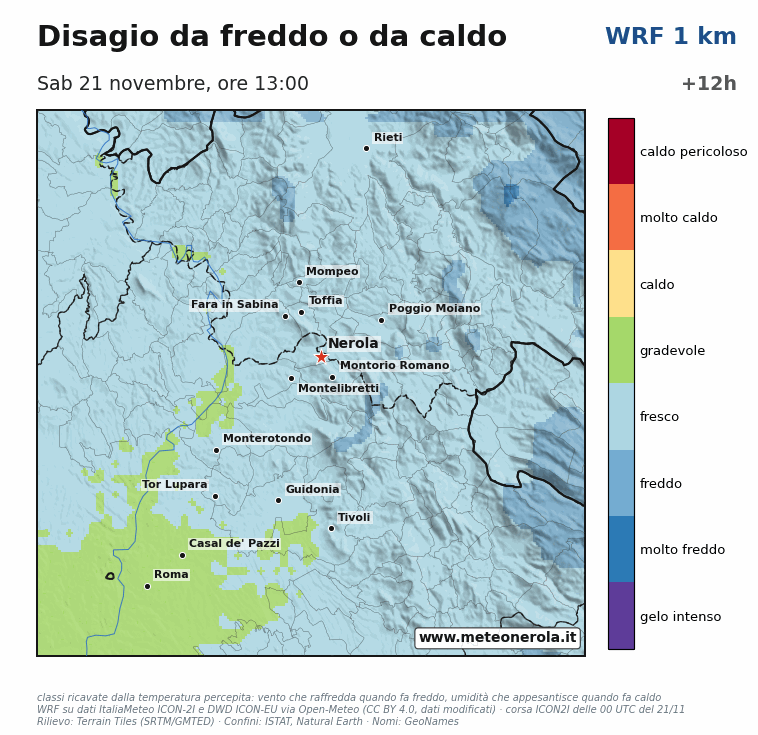 Disagio da freddo o da caldo
WRF 1 km
Sab 21 novembre, ore 13:00
+12h
Rieti
Mompeo
Fara in Sabina
Toffia
Poggio Moiano
Nerola
Montorio Romano
Montelibretti
Monterotondo
Tor Lupara
Guidonia
Tivoli
Casal de' Pazzi
Roma
www.meteonerola.it
caldo pericoloso
molto caldo
caldo
gradevole
fresco
freddo
molto freddo
gelo intenso
classi ricavate dalla temperatura percepita: vento che raffredda quando fa freddo, umidità che appesantisce quando fa caldo
WRF su dati ItaliaMeteo ICON-2I e DWD ICON-EU via Open-Meteo (CC BY 4.0, dati modificati) · corsa ICON2I delle 00 UTC del 21/11
Rilievo: Terrain Tiles (SRTM/GMTED) · Confini: ISTAT, Natural Earth · Nomi: GeoNames